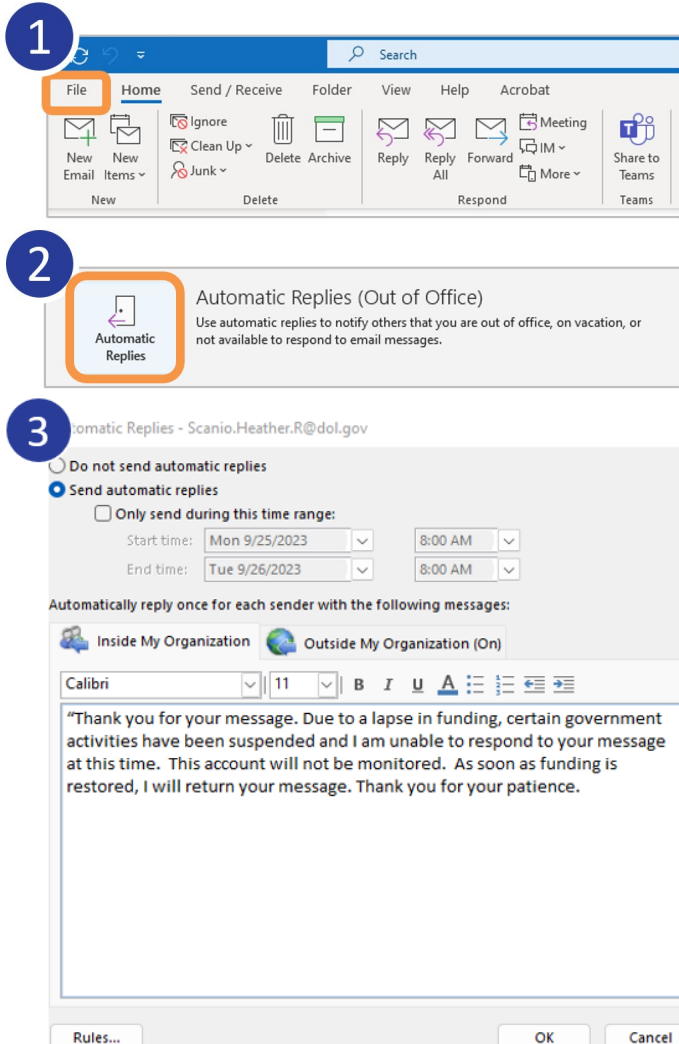 1
Search
File Home Send / Receive Folder View Help Acrobat
New Email
New Items
Ignore
Clean Up
Junk
Delete Archive
Reply
Reply All
Forward
Meeting
IM
More
Share to Teams
New Delete Respond Teams
2
Automatic Replies
Automatic Replies (Out of Office)
Use automatic replies to notify others that you are out of office, on vacation, or
not available to respond to email messages.
3
tomatic Replies - Scanio.Heather.R@dol.gov
Do not send automatic replies
Send automatic replies
Only send during this time range:
Start time: Mon 9/25/2023 8:00 AM
End time: Tue 9/26/2023 8:00 AM
Automatically reply once for each sender with the following messages:
Inside My Organization Outside My Organization (On)
Calibri 11 B I U A
“Thank you for your message. Due to a lapse in funding, certain government
activities have been suspended and I am unable to respond to your message
at this time.  This account will not be monitored.  As soon as funding is
restored, I will return your message. Thank you for your patience.
Rules... OK Cancel